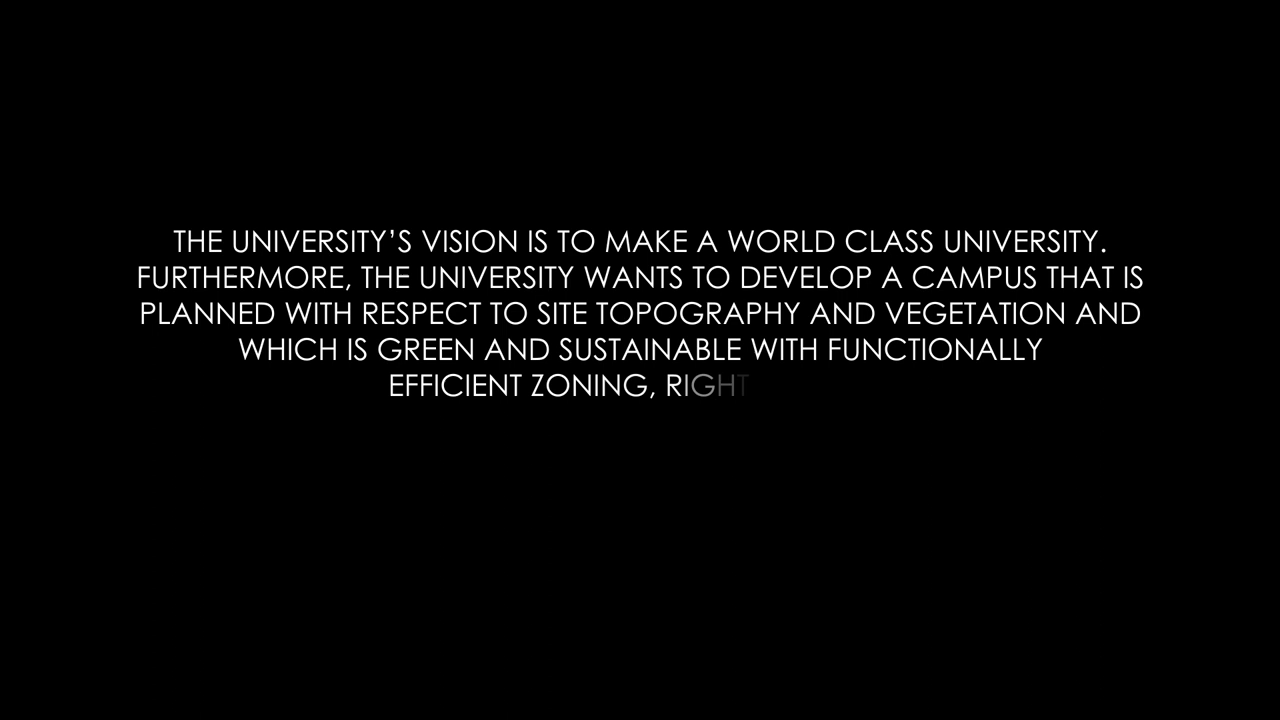 THE UNIVERSITY’S VISION IS TO MAKE A WORLD CLASS UNIVERSITY.
FURTHERMORE, THE UNIVERSITY WANTS TO DEVELOP A CAMPUS THAT IS
PLANNED WITH RESPECT TO SITE TOPOGRAPHY AND VEGETATION AND
WHICH IS GREEN AND SUSTAINABLE WITH FUNCTIONALLY
EFFICIENT ZONING, RIGHT